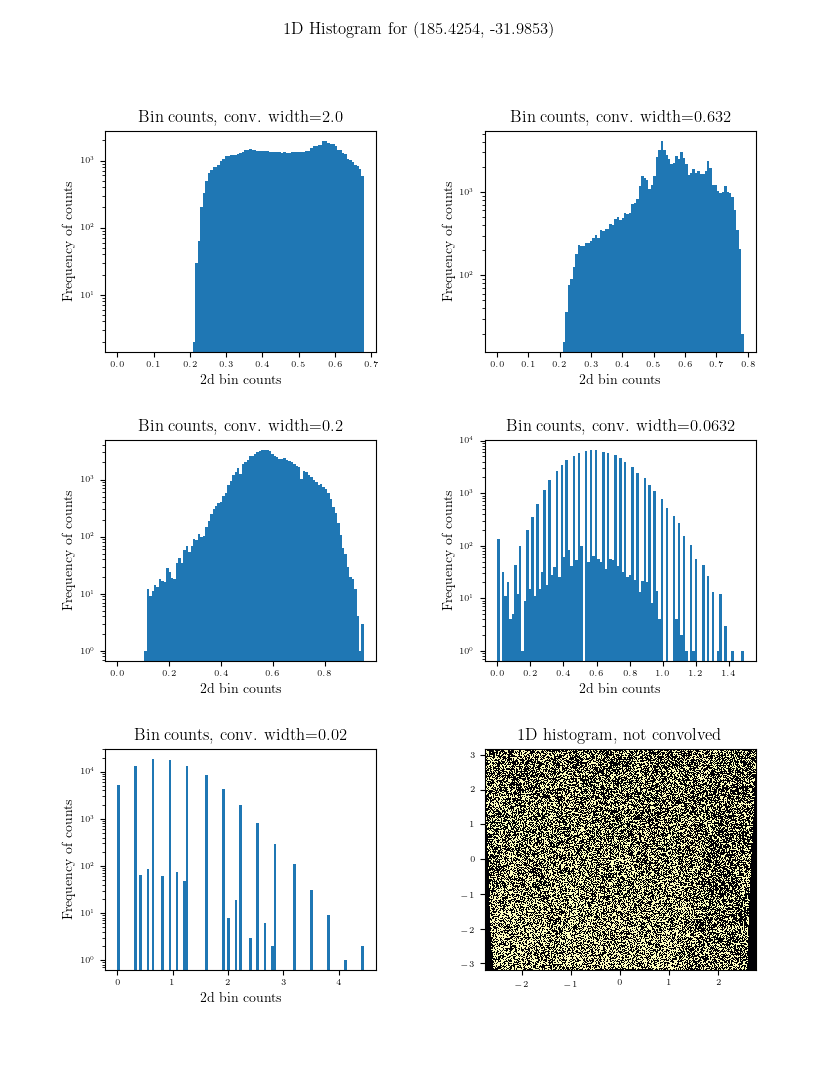 1D Histogram for (185.4254, -31.9853)
Bin counts, conv. width=2.0
Frequency of counts
10³
10²
10¹
0.0 0.1 0.2 0.3 0.4 0.5 0.6 0.7
2d bin counts
Bin counts, conv. width=0.632
Frequency of counts
10³
10²
0.0 0.1 0.2 0.3 0.4 0.5 0.6 0.7 0.8
2d bin counts
Bin counts, conv. width=0.2
Frequency of counts
10³
10²
10¹
10⁰
0.0 0.2 0.4 0.6 0.8
2d bin counts
Bin counts, conv. width=0.0632
Frequency of counts
10⁴
10³
10²
10¹
10⁰
0.0 0.2 0.4 0.6 0.8 1.0 1.2 1.4
2d bin counts
Bin counts, conv. width=0.02
Frequency of counts
10⁴
10³
10²
10¹
10⁰
0 1 2 3 4
2d bin counts
1D histogram, not convolved
3
2
1
0
−1
−2
−3
−2 −1 0 1 2